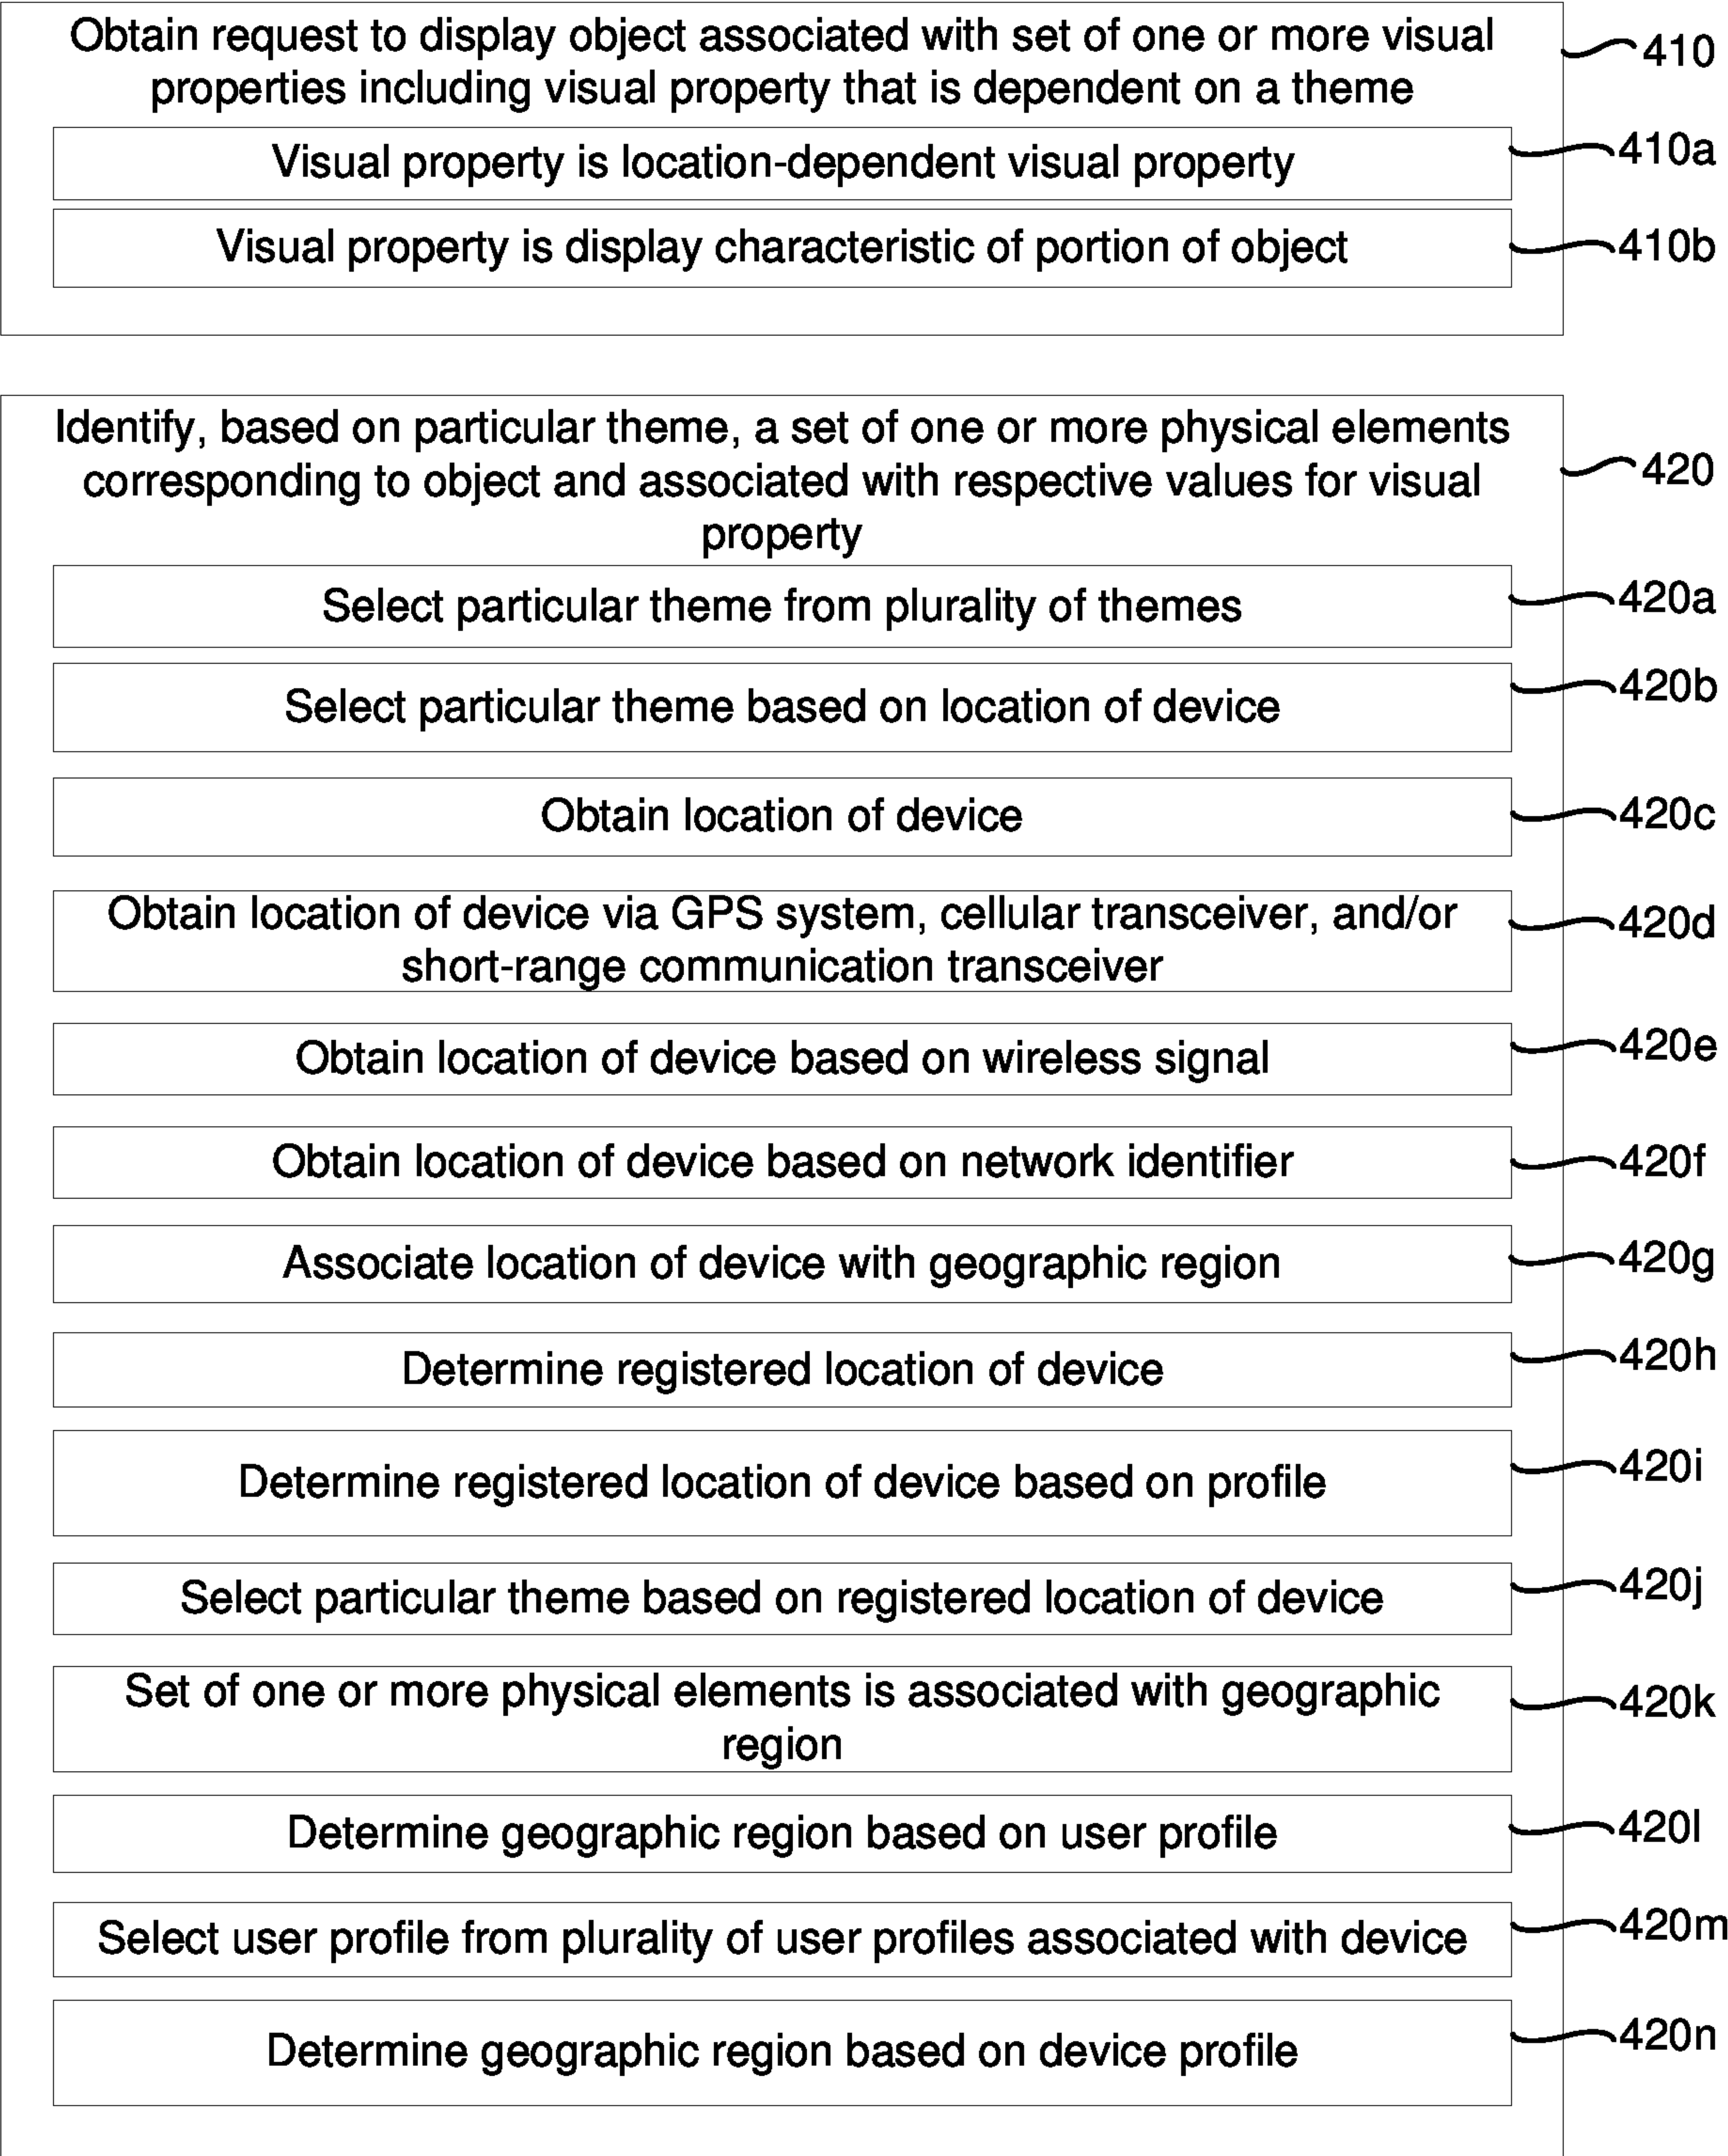 Obtain request to display object associated with set of one or more visual
properties including visual property that is dependent on a theme
410
Visual property is location-dependent visual property
410a
Visual property is display characteristic of portion of object
410b
Identify, based on particular theme, a set of one or more physical elements
corresponding to object and associated with respective values for visual
property
420
Select particular theme from plurality of themes
420a
Select particular theme based on location of device
420b
Obtain location of device
420c
Obtain location of device via GPS system, cellular transceiver, and/or
short-range communication transceiver
420d
Obtain location of device based on wireless signal
420e
Obtain location of device based on network identifier
420f
Associate location of device with geographic region
420g
Determine registered location of device
420h
Determine registered location of device based on profile
420i
Select particular theme based on registered location of device
420j
Set of one or more physical elements is associated with geographic
region
420k
Determine geographic region based on user profile
420l
Select user profile from plurality of user profiles associated with device
420m
Determine geographic region based on device profile
420n